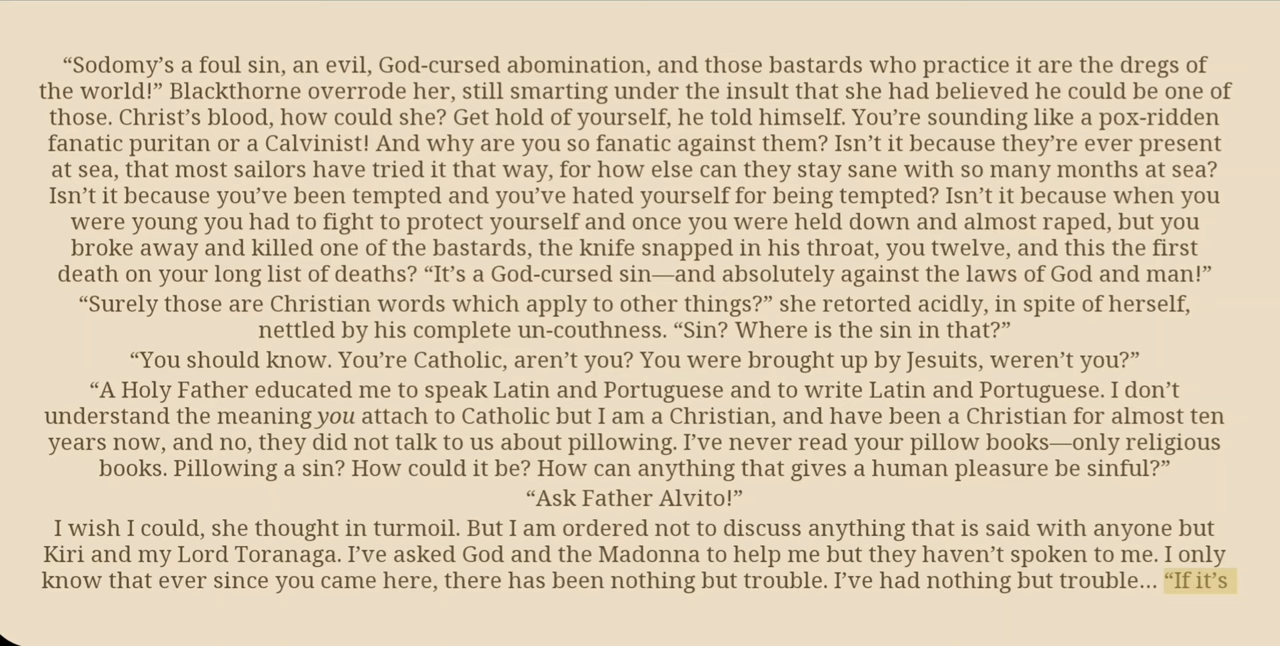 “Sodomy’s a foul sin, an evil, God-cursed abomination, and those bastards who practice it are the dregs of
the world!” Blackthorne overrode her, still smarting under the insult that she had believed he could be one of
those. Christ’s blood, how could she? Get hold of yourself, he told himself. You’re sounding like a pox-ridden
fanatic puritan or a Calvinist! And why are you so fanatic against them? Isn’t it because they’re ever present
at sea, that most sailors have tried it that way, for how else can they stay sane with so many months at sea?
Isn’t it because you’ve been tempted and you’ve hated yourself for being tempted? Isn’t it because when you
were young you had to fight to protect yourself and once you were held down and almost raped, but you
broke away and killed one of the bastards, the knife snapped in his throat, you twelve, and this the first
death on your long list of deaths? “It’s a God-cursed sin—and absolutely against the laws of God and man!”
“Surely those are Christian words which apply to other things?” she retorted acidly, in spite of herself,
nettled by his complete un-couthness. “Sin? Where is the sin in that?”
“You should know. You’re Catholic, aren’t you? You were brought up by Jesuits, weren’t you?”
“A Holy Father educated me to speak Latin and Portuguese and to write Latin and Portuguese. I don’t
understand the meaning you attach to Catholic but I am a Christian, and have been a Christian for almost ten
years now, and no, they did not talk to us about pillowing. I’ve never read your pillow books—only religious
books. Pillowing a sin? How could it be? How can anything that gives a human pleasure be sinful?”
“Ask Father Alvito!”
I wish I could, she thought in turmoil. But I am ordered not to discuss anything that is said with anyone but
Kiri and my Lord Toranaga. I’ve asked God and the Madonna to help me but they haven’t spoken to me. I only
know that ever since you came here, there has been nothing but trouble. I’ve had nothing but trouble… “If it’s